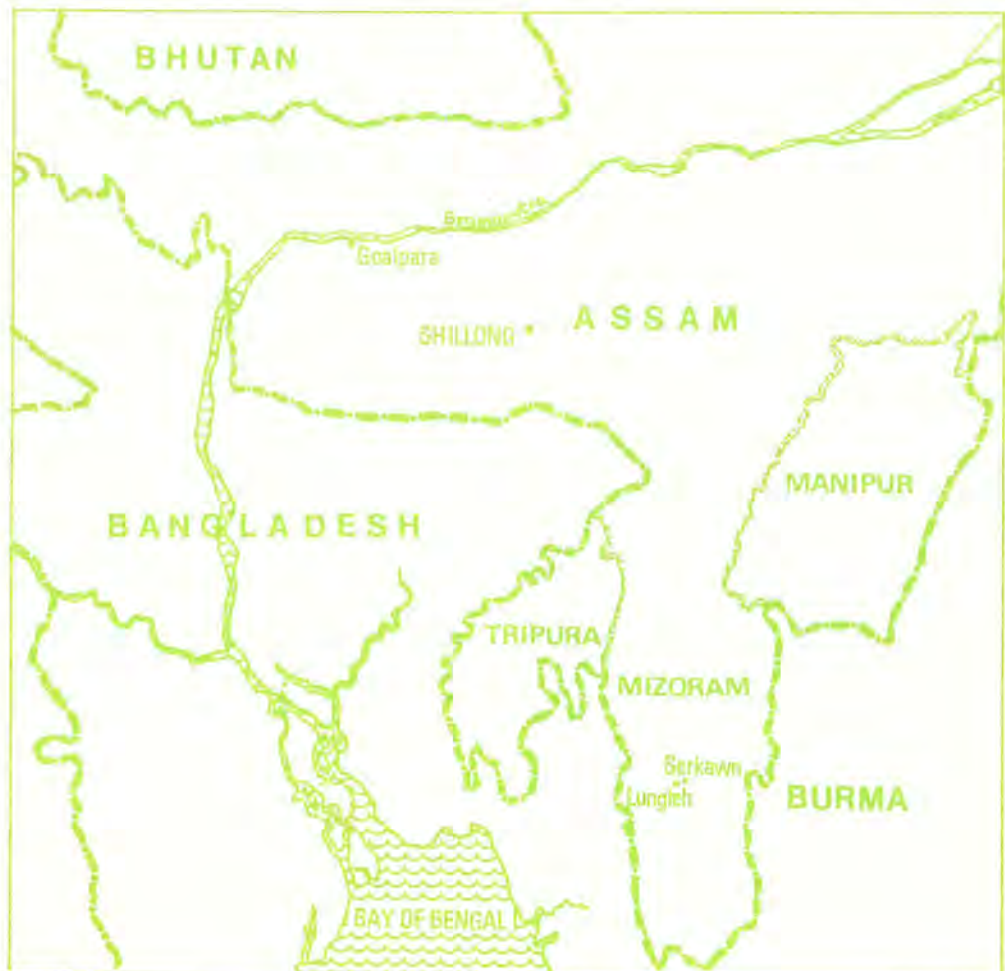 BHUTAN
Goalpara
SHILLONG
ASSAM
MANIPUR
BANGLADESH
TRIPURA
MIZORAM
Serkawn
Lungleh
BURMA
BAY OF BENGAL